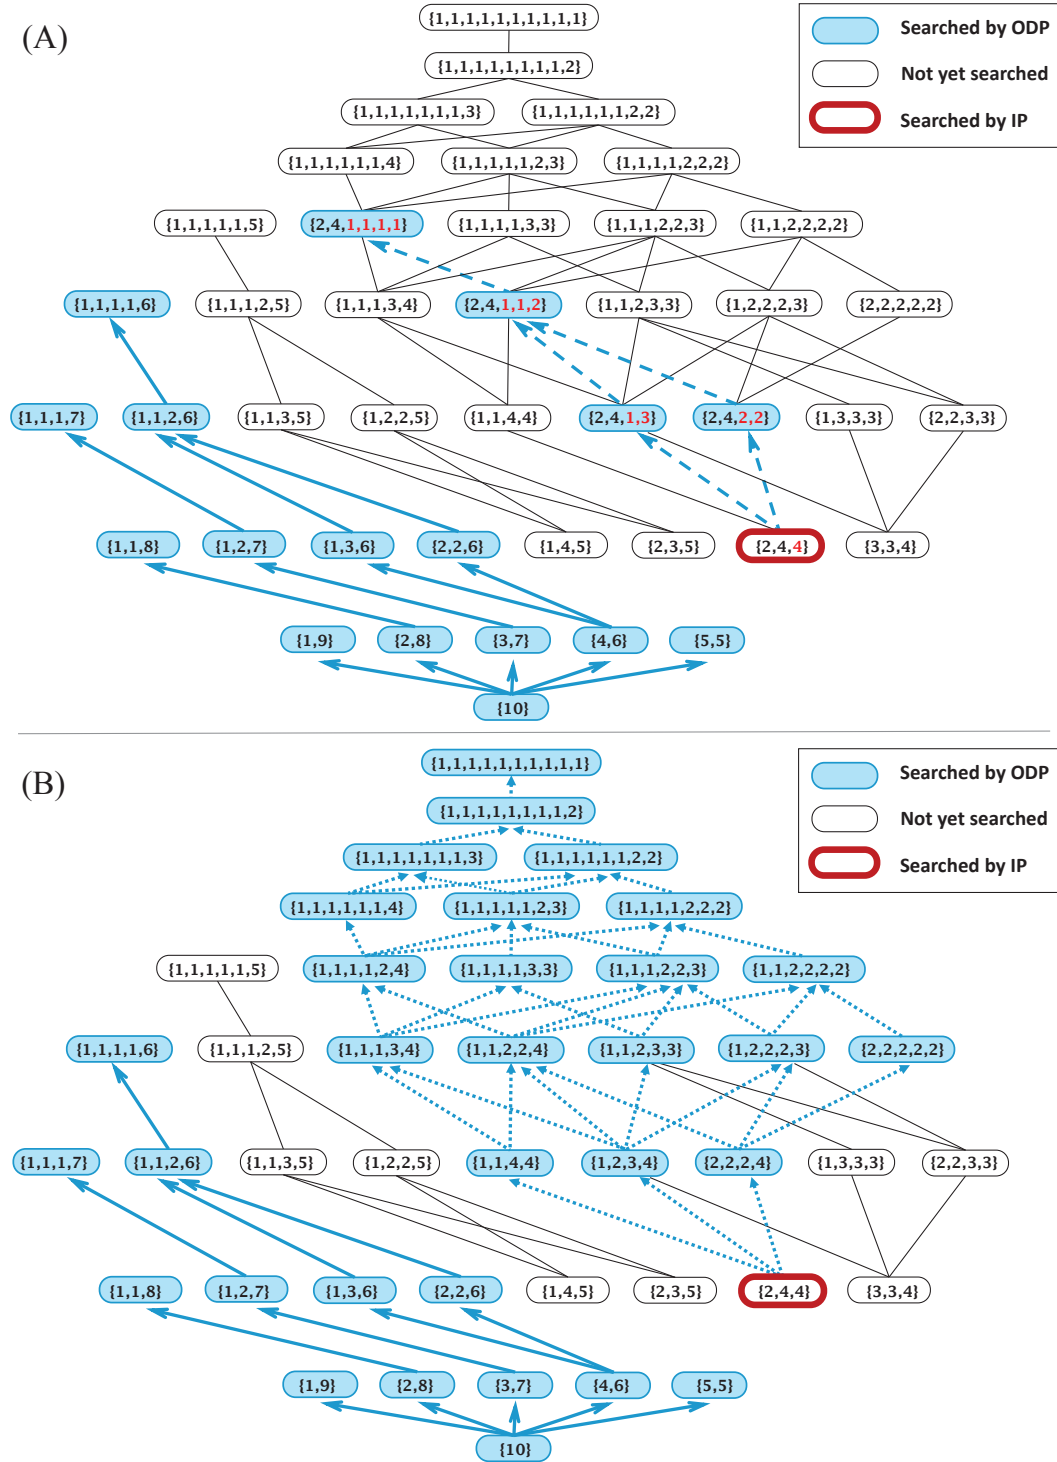 (A)
Searched by ODP
Not yet searched
Searched by IP
{1,1,1,1,1,1,1,1,1,1}
{1,1,1,1,1,1,1,1,2}
{1,1,1,1,1,1,1,3} {1,1,1,1,1,1,2,2}
{1,1,1,1,1,1,4} {1,1,1,1,1,2,3} {1,1,1,1,2,2,2}
{1,1,1,1,1,5} {2,4,1,1,1,1} {1,1,1,1,3,3} {1,1,1,2,2,3} {1,1,2,2,2,2}
{1,1,1,1,6} {1,1,1,2,5} {1,1,1,3,4} {2,4,1,1,2} {1,1,2,3,3} {1,2,2,2,3} {2,2,2,2,2}
{1,1,1,7} {1,1,2,6} {1,1,3,5} {1,2,2,5} {1,1,4,4} {2,4,1,3} {2,4,2,2} {1,3,3,3} {2,2,3,3}
{1,1,8} {1,2,7} {1,3,6} {2,2,6} {1,4,5} {2,3,5} {2,4,4} {3,3,4}
{1,9} {2,8} {3,7} {4,6} {5,5}
{10}
(B)
Searched by ODP
Not yet searched
Searched by IP
{1,1,1,1,1,1,1,1,1,1}
{1,1,1,1,1,1,1,1,2}
{1,1,1,1,1,1,1,3} {1,1,1,1,1,1,2,2}
{1,1,1,1,1,1,4} {1,1,1,1,1,2,3} {1,1,1,1,2,2,2}
{1,1,1,1,1,5} {1,1,1,1,2,4} {1,1,1,1,3,3} {1,1,1,2,2,3} {1,1,2,2,2,2}
{1,1,1,1,6} {1,1,1,2,5} {1,1,1,3,4} {1,1,2,2,4} {1,1,2,3,3} {1,2,2,2,3} {2,2,2,2,2}
{1,1,1,7} {1,1,2,6} {1,1,3,5} {1,2,2,5} {1,1,4,4} {1,2,3,4} {2,2,2,4} {1,3,3,3} {2,2,3,3}
{1,1,8} {1,2,7} {1,3,6} {2,2,6} {1,4,5} {2,3,5} {2,4,4} {3,3,4}
{1,9} {2,8} {3,7} {4,6} {5,5}
{10}